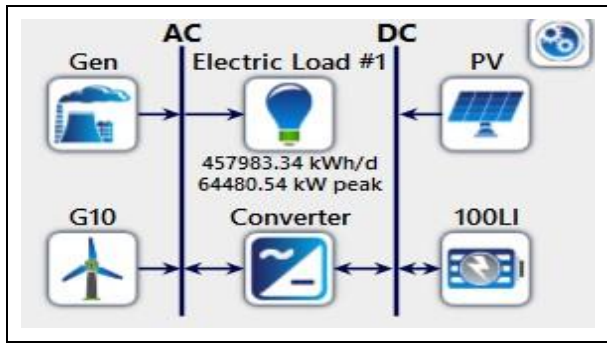 AC DC
Gen Electric Load #1 PV
457983.34 kWh/d
64480.54 kW peak
G10 Converter 100LI